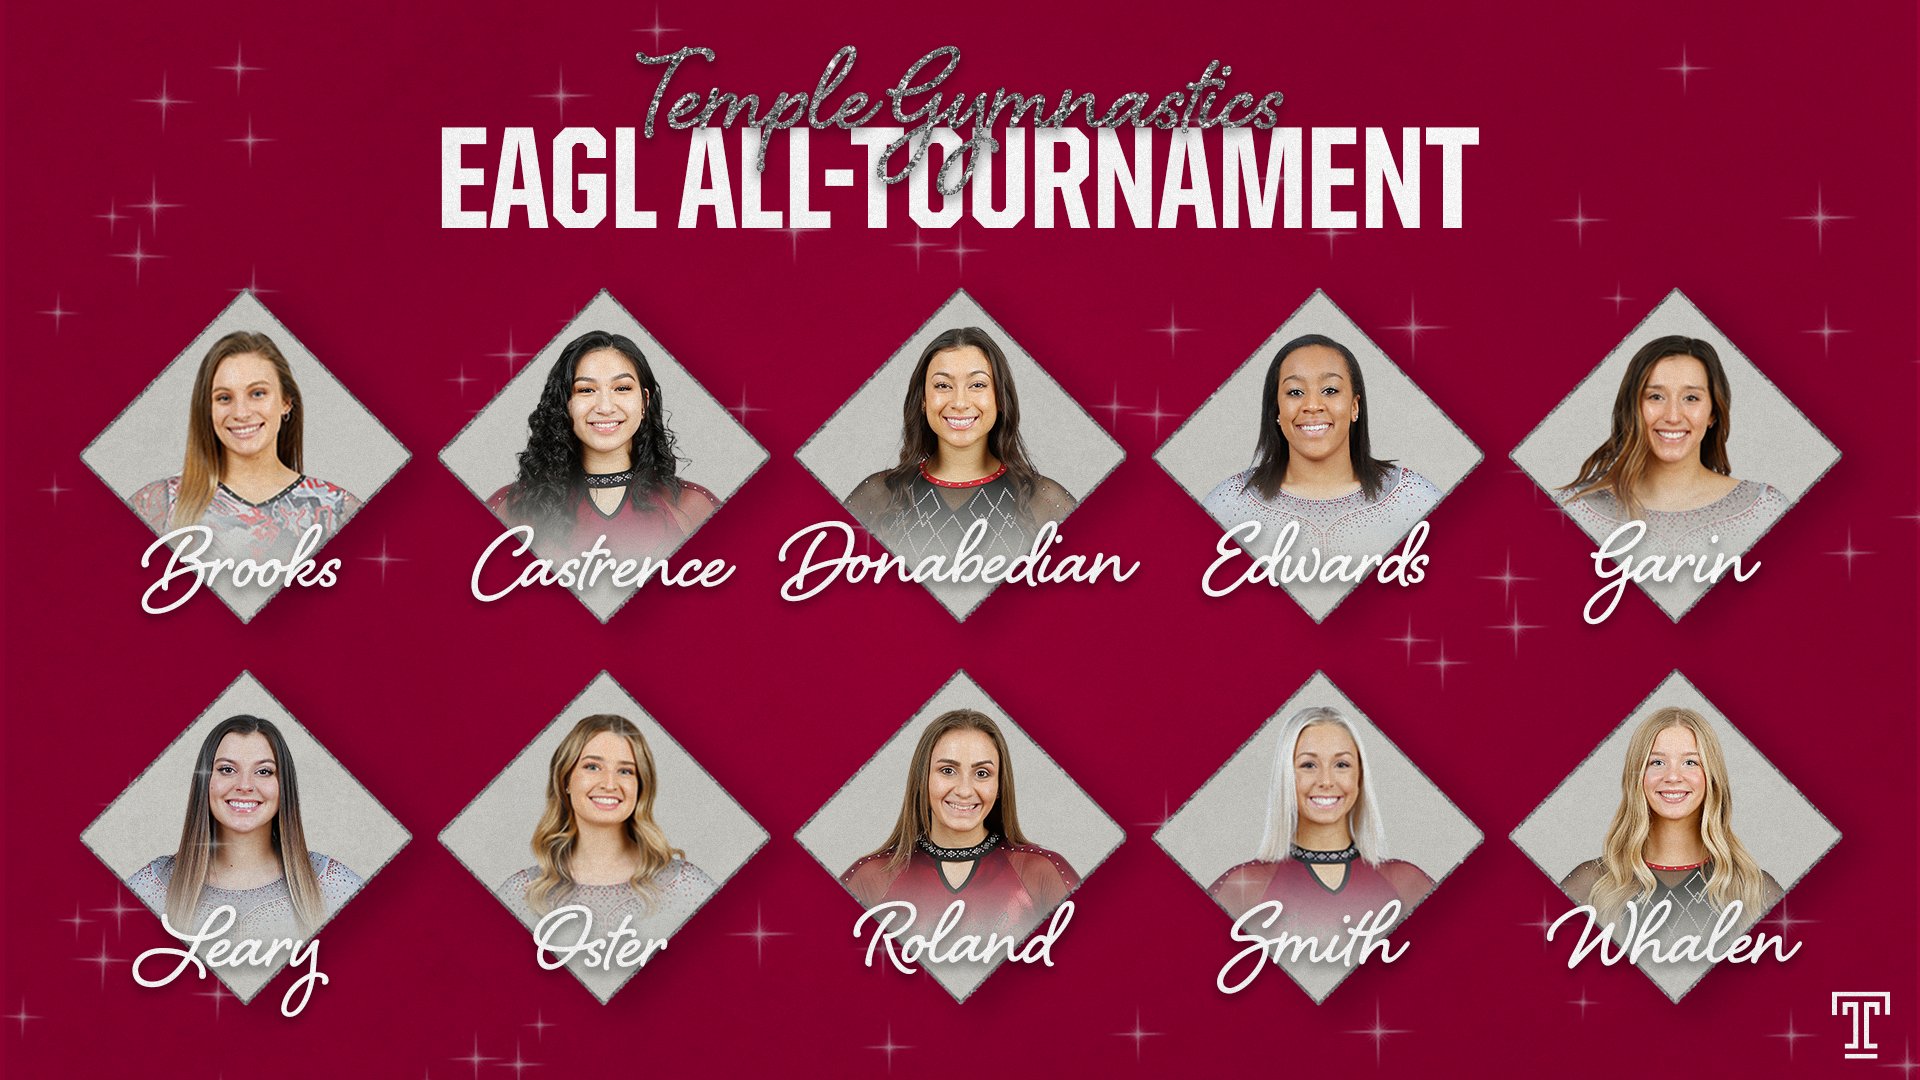 Temple Gymnastics
EAGL ALL-TOURNAMENT
Brooks Castrence Donabedian Edwards Garin
Leary Oster Roland Smith Whalen
T